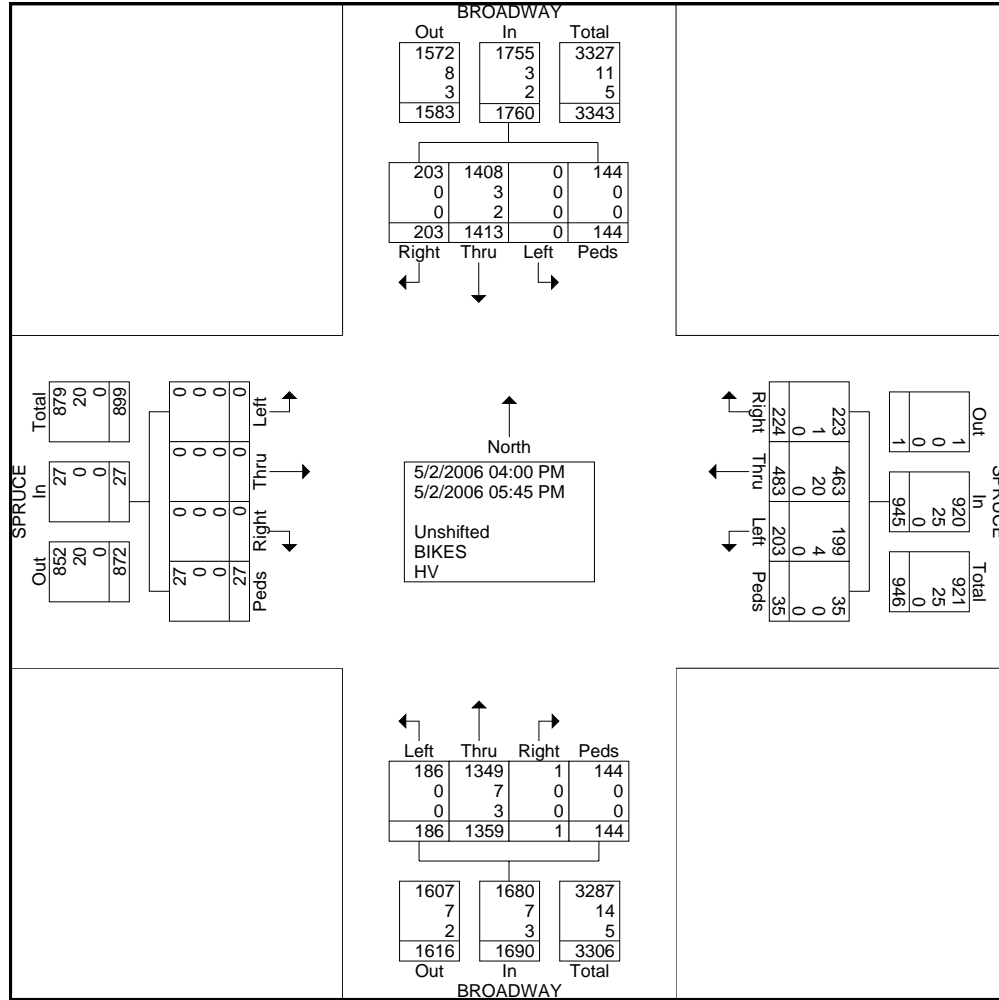 BROADWAY
Out In Total
1572 1755 3327
8 3 11
3 2 5
1583 1760 3343
203 1408 0 144
0 3 0 0
0 2 0 0
203 1413 0 144
Right Thru Left Peds
SPRUCE
Total In Out
879 27 852
20 0 20
0 0 0
899 27 872
0 0 0 27
0 0 0 0
0 0 0 0
0 0 0 27
Left Thru Right Peds
North
5/2/2006 04:00 PM
5/2/2006 05:45 PM
Unshifted
BIKES
HV
Right Thru Left Peds
224 483 203 35
0 0 0 0
1 20 4 0
223 463 199 35
Out In Total
1 920 921
0 25 25
0 0 0
1 945 946
SPRUCE
Left Thru Right Peds
186 1349 1 144
0 7 0 0
0 3 0 0
186 1359 1 144
1607 1680 3287
7 7 14
2 3 5
1616 1690 3306
Out In Total
BROADWAY